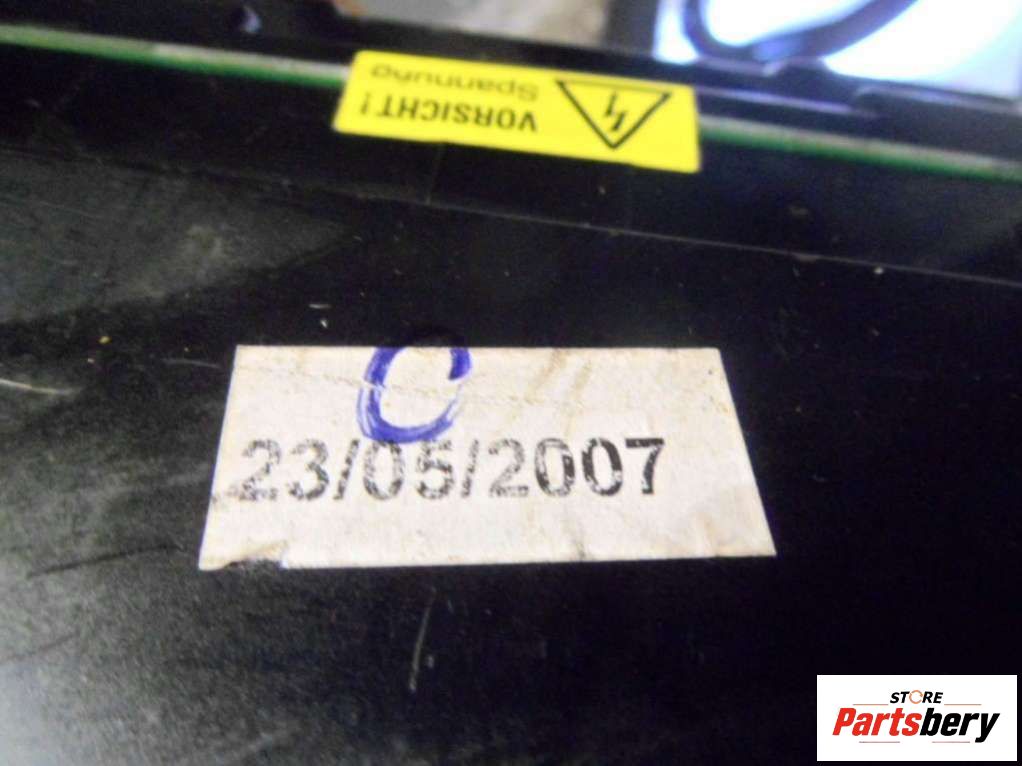 VORSICHT!
Spannung
C
23/05/2007
STORE
Partsbery